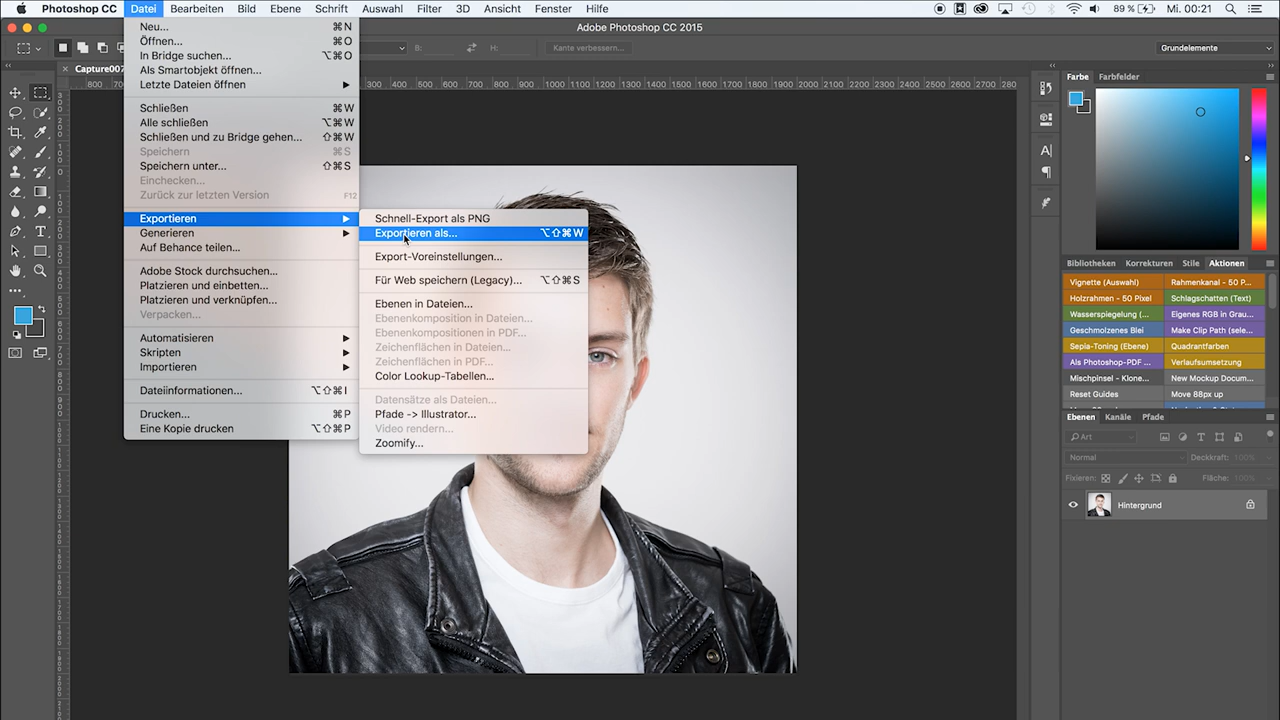 Photoshop CC Datei Bearbeiten Bild Ebene Schrift Auswahl Filter 3D Ansicht Fenster Hilfe 89 % Mi. 00:21
Adobe Photoshop CC 2015
B: H: Kante verbessern... Grundelemente
Capture007
800 300 400 500 600 700 800 900 1000 1100 1200 1300 1400 1500 1600 1700 1800 1900 2000 2100 2200 2300 2400 2500 2600 2700 280
Neu... ⌘N
Öffnen... ⌘O
In Bridge suchen... ⌥⌘O
Als Smartobjekt öffnen...
Letzte Dateien öffnen
Schließen ⌘W
Alle schließen ⌥⌘W
Schließen und zu Bridge gehen... ⇧⌘W
Speichern ⌘S
Speichern unter... ⇧⌘S
Einchecken...
Zurück zur letzten Version F12
Exportieren
Generieren
Auf Behance teilen...
Adobe Stock durchsuchen...
Platzieren und einbetten...
Platzieren und verknüpfen...
Verpacken...
Automatisieren
Skripten
Importieren
Dateiinformationen... ⌥⇧⌘I
Drucken... ⌘P
Eine Kopie drucken ⌥⇧⌘P
Schnell-Export als PNG
Exportieren als... ⌥⇧⌘W
Export-Voreinstellungen...
Für Web speichern (Legacy)... ⌥⇧⌘S
Ebenen in Dateien...
Ebenenkomposition in Dateien...
Ebenenkompositionen in PDF...
Zeichenflächen in Dateien...
Zeichenflächen in PDF...
Color Lookup-Tabellen...
Datensätze als Dateien...
Pfade -> Illustrator...
Video rendern...
Zoomify...
Farbe Farbfelder
Bibliotheken Korrekturen Stile Aktionen
Vignette (Auswahl) Rahmenkanal - 50 P...
Holzrahmen - 50 Pixel Schlagschatten (Text)
Wasserspiegelung (... Eigenes RGB in Grau...
Geschmolzenes Blei Make Clip Path (sele...
Sepia-Toning (Ebene) Quadrantfarben
Als Photoshop-PDF ... Verlaufsumsetzung
Mischpinsel - Klone... New Mockup Docum...
Reset Guides Move 88px up
Ebenen Kanäle Pfade
Art
Normal Deckkraft: 100%
Fixieren: Fläche: 100%
Hintergrund